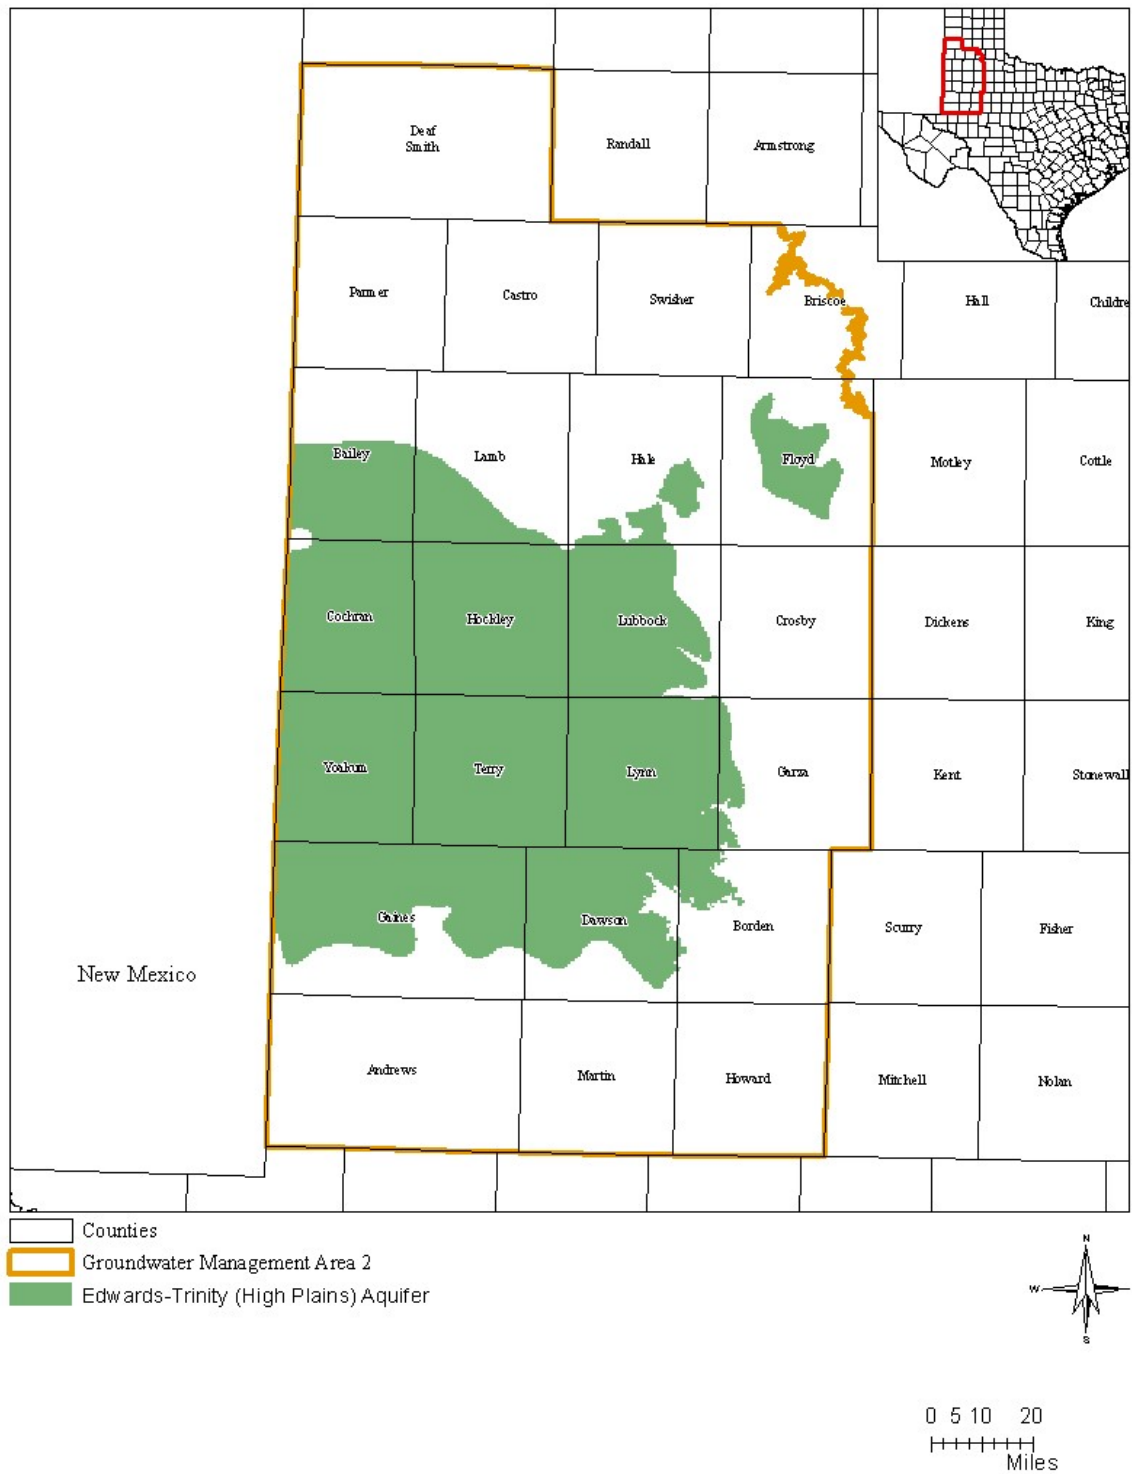 Deaf
Smith
Randall
Armstrong
Parmer
Castro
Swisher
Briscoe
Hall
Childre
Bailey
Lamb
Hale
Floyd
Motley
Cottle
Cochran
Hockley
Lubbock
Crosby
Dickens
King
Yoakum
Terry
Lynn
Garza
Kent
Stonewall
Gaines
Dawson
Borden
Scurry
Fisher
New Mexico
Andrews
Martin
Howard
Mitchell
Nolan
Counties
Groundwater Management Area 2
Edwards-Trinity (High Plains) Aquifer
N
W
S
0 5 10 20
Miles